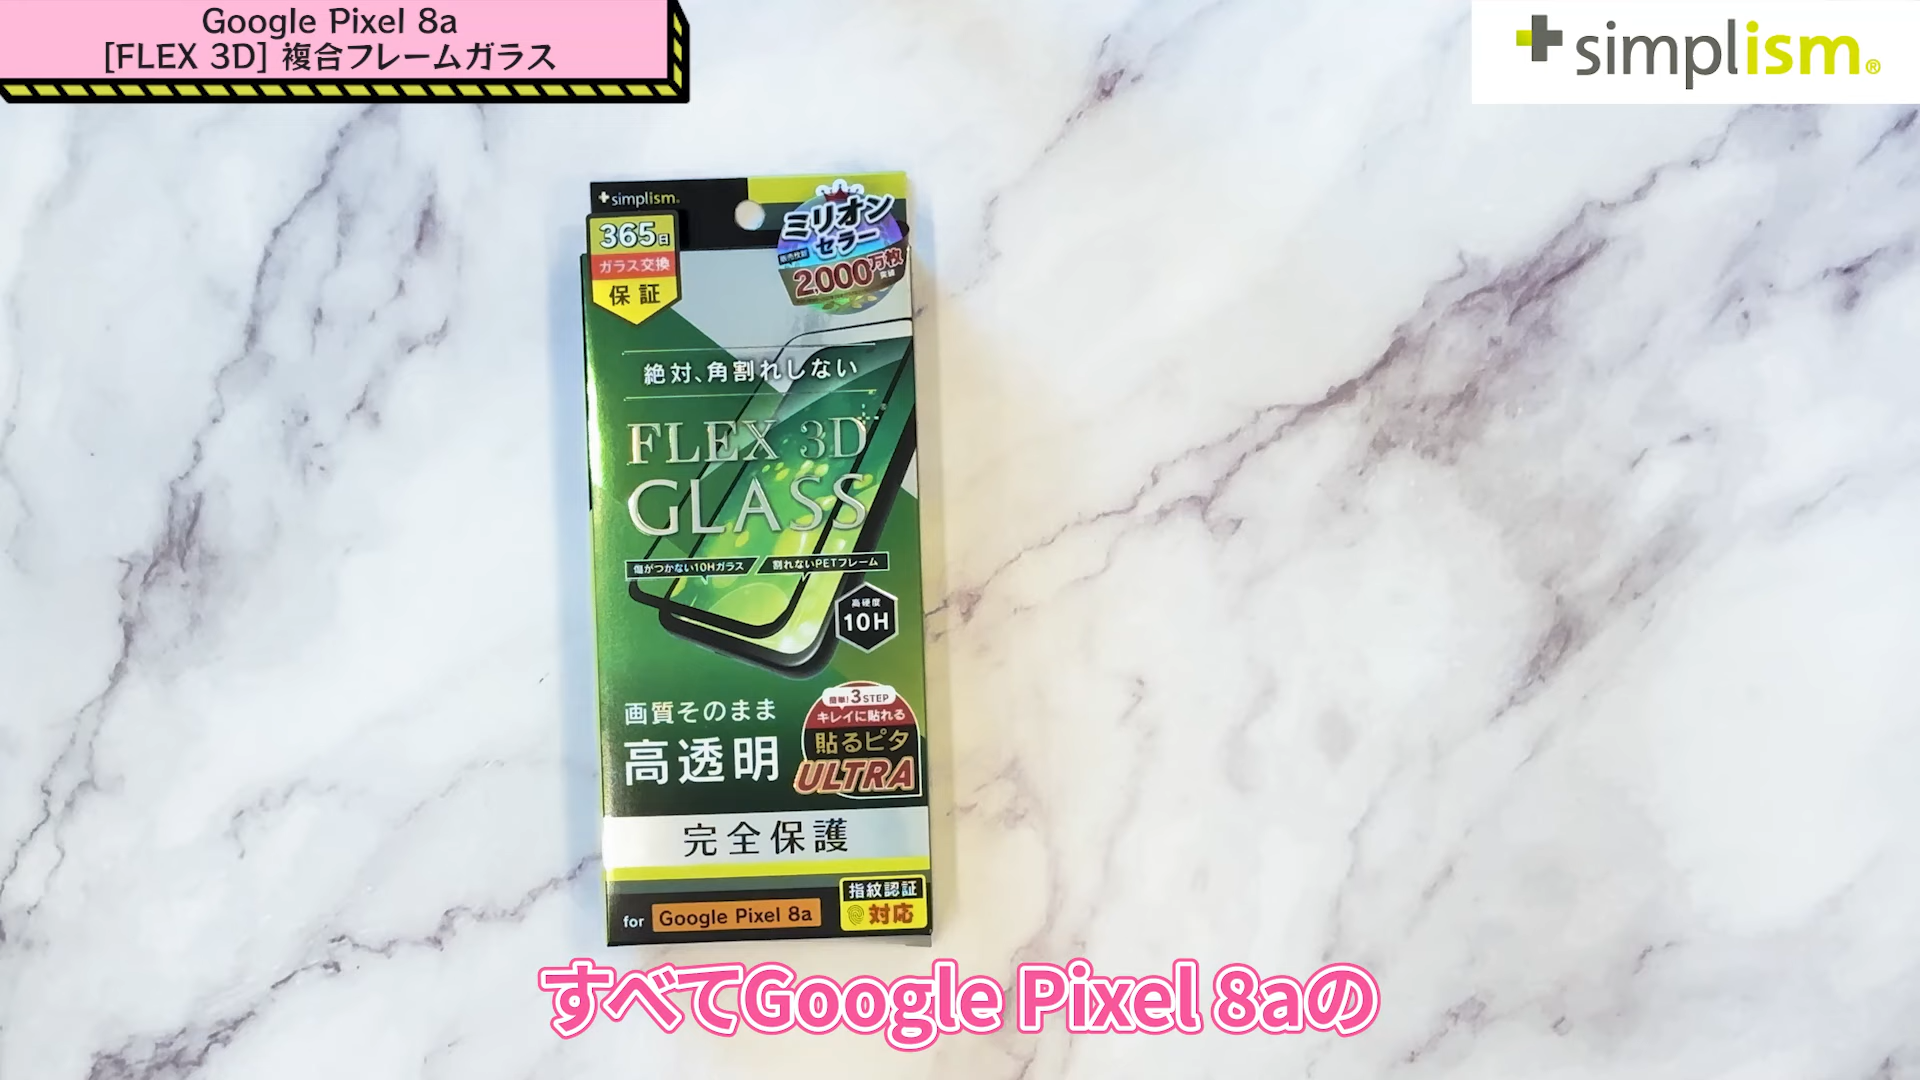 Google Pixel 8a
[FLEX 3D] 複合フレームガラス
simplism®
simplism
365日
ガラス交換
保証
ミリオン
セラー
2,000万枚
絶対、角割れしない
FLEX 3D
GLASS
傷がつかない10Hガラス
割れないPETフレーム
高硬度
10H
画質そのまま
高透明
簡単!3STEP
キレイに貼れる
貼るピタ
ULTRA
完全保護
for Google Pixel 8a
指紋認証
対応
すべてGoogle Pixel 8aの